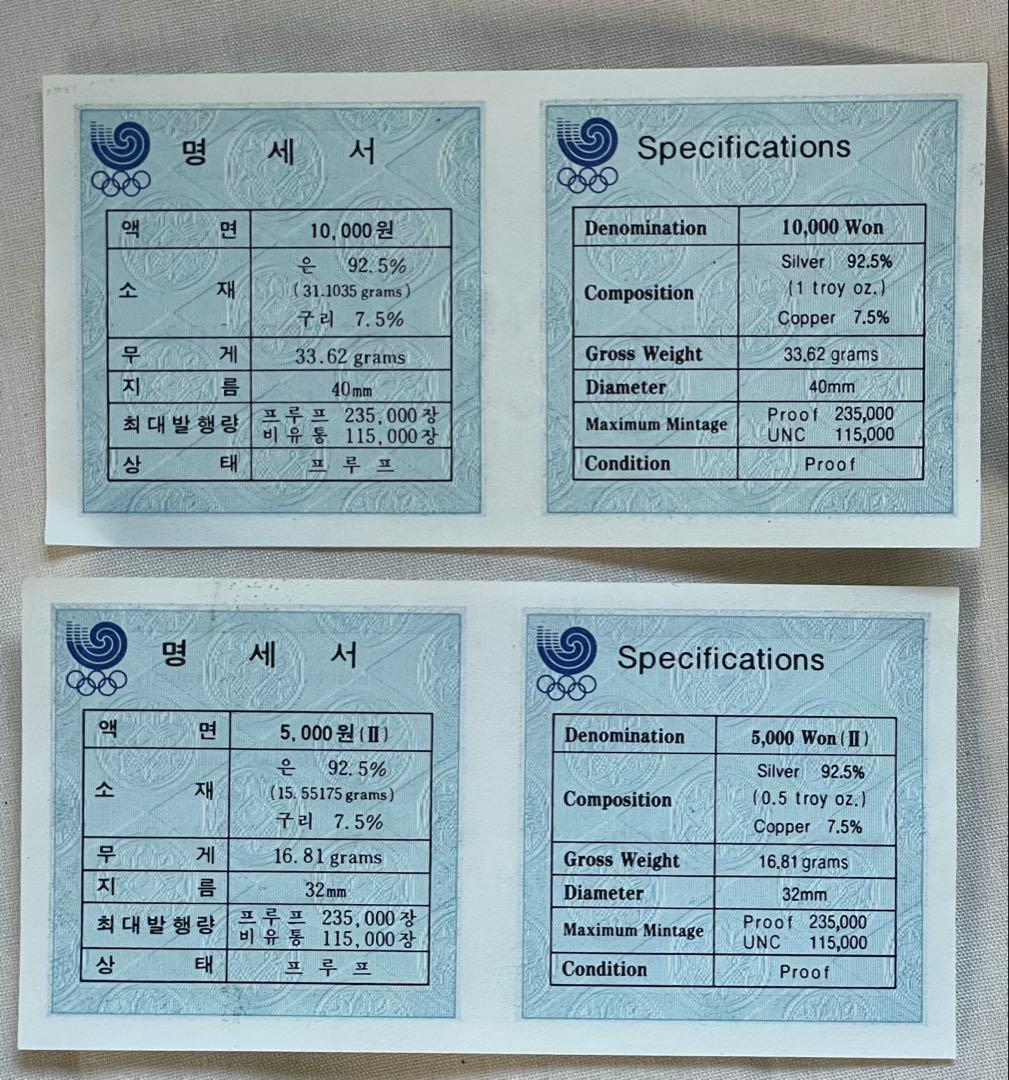 명 세 서
액 면 10,000원
소 재 은 92.5%
(31.1035 grams)
구리 7.5%
무 게 33.62 grams
지 름 40mm
최대발행량 프루프 235,000장
비유통 115,000장
상 태 프 루 프
Specifications
Denomination 10,000 Won
Composition Silver 92.5%
(1 troy oz.)
Copper 7.5%
Gross Weight 33.62 grams
Diameter 40mm
Maximum Mintage Proof 235,000
UNC 115,000
Condition Proof
명 세 서
액 면 5,000원(Ⅱ)
소 재 은 92.5%
(15.55175 grams)
구리 7.5%
무 게 16.81 grams
지 름 32mm
최대발행량 프루프 235,000장
비유통 115,000장
상 태 프 루 프
Specifications
Denomination 5,000 Won(Ⅱ)
Composition Silver 92.5%
(0.5 troy oz.)
Copper 7.5%
Gross Weight 16.81 grams
Diameter 32mm
Maximum Mintage Proof 235,000
UNC 115,000
Condition Proof